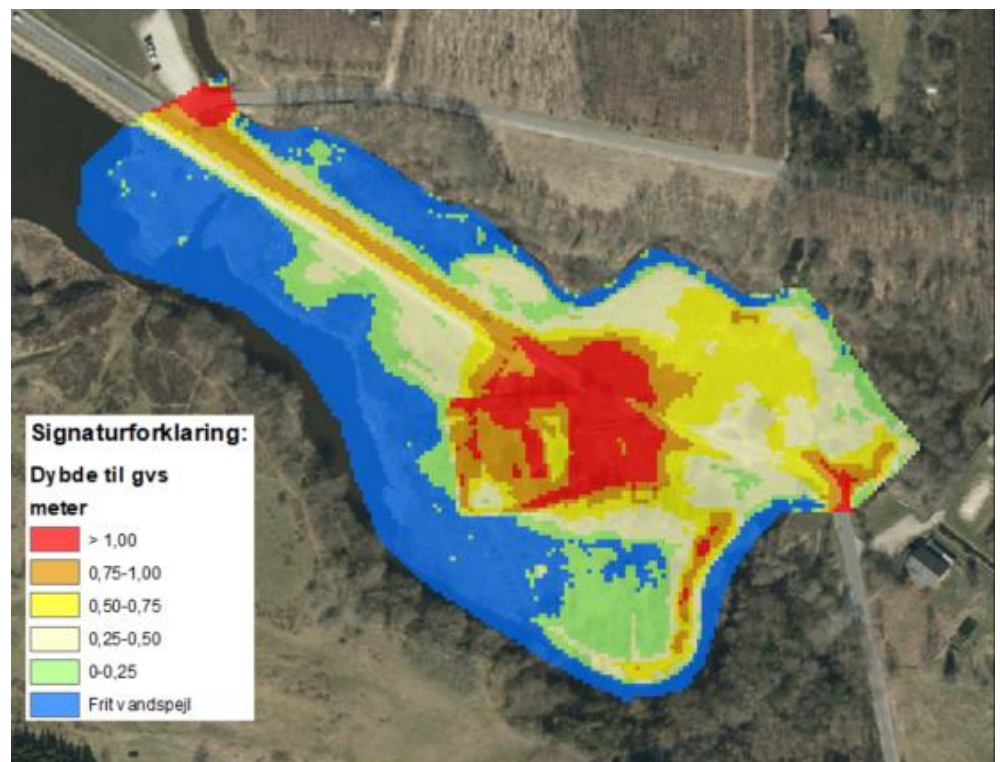 Signaturforklaring:
Dybde til gvs
meter
> 1,00
0,75-1,00
0,50-0,75
0,25-0,50
0-0,25
Frit vandspejl